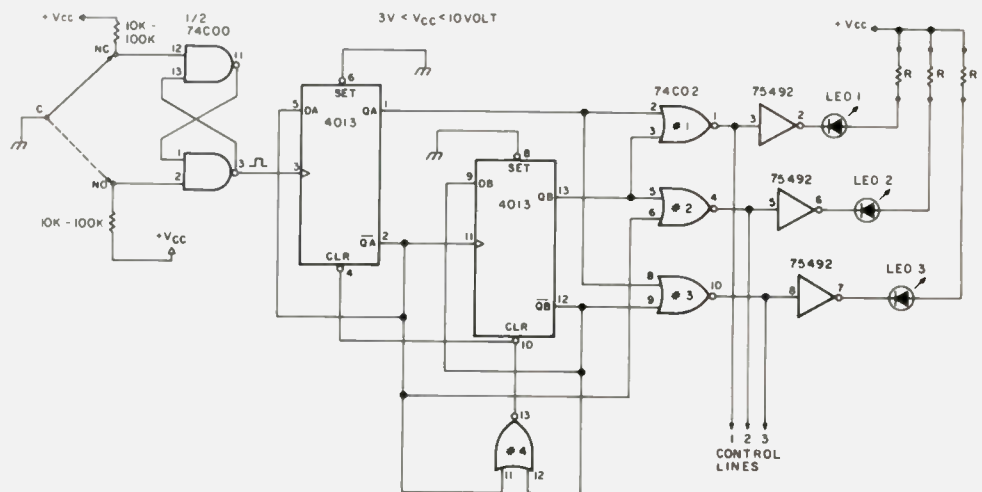 + Vcc
10K -
100K
1/2
74C00
3V < Vcc < 10VOLT
+ Vcc
NC
12
11
13
C
1
2
3
NO
10K - 100K
+Vcc
6
SET
5
DA
QA
1
4013
3
QA
2
CLR
4
8
SET
9
DB
QB
13
4013
11
QB
12
CLR
10
13
#4
11
12
74C02
2
#1
1
3
5
#2
4
6
8
#3
10
9
75492
3
2
LED 1
75492
5
6
LED 2
75492
8
7
LED 3
R
R
R
1 2 3
CONTROL
LINES